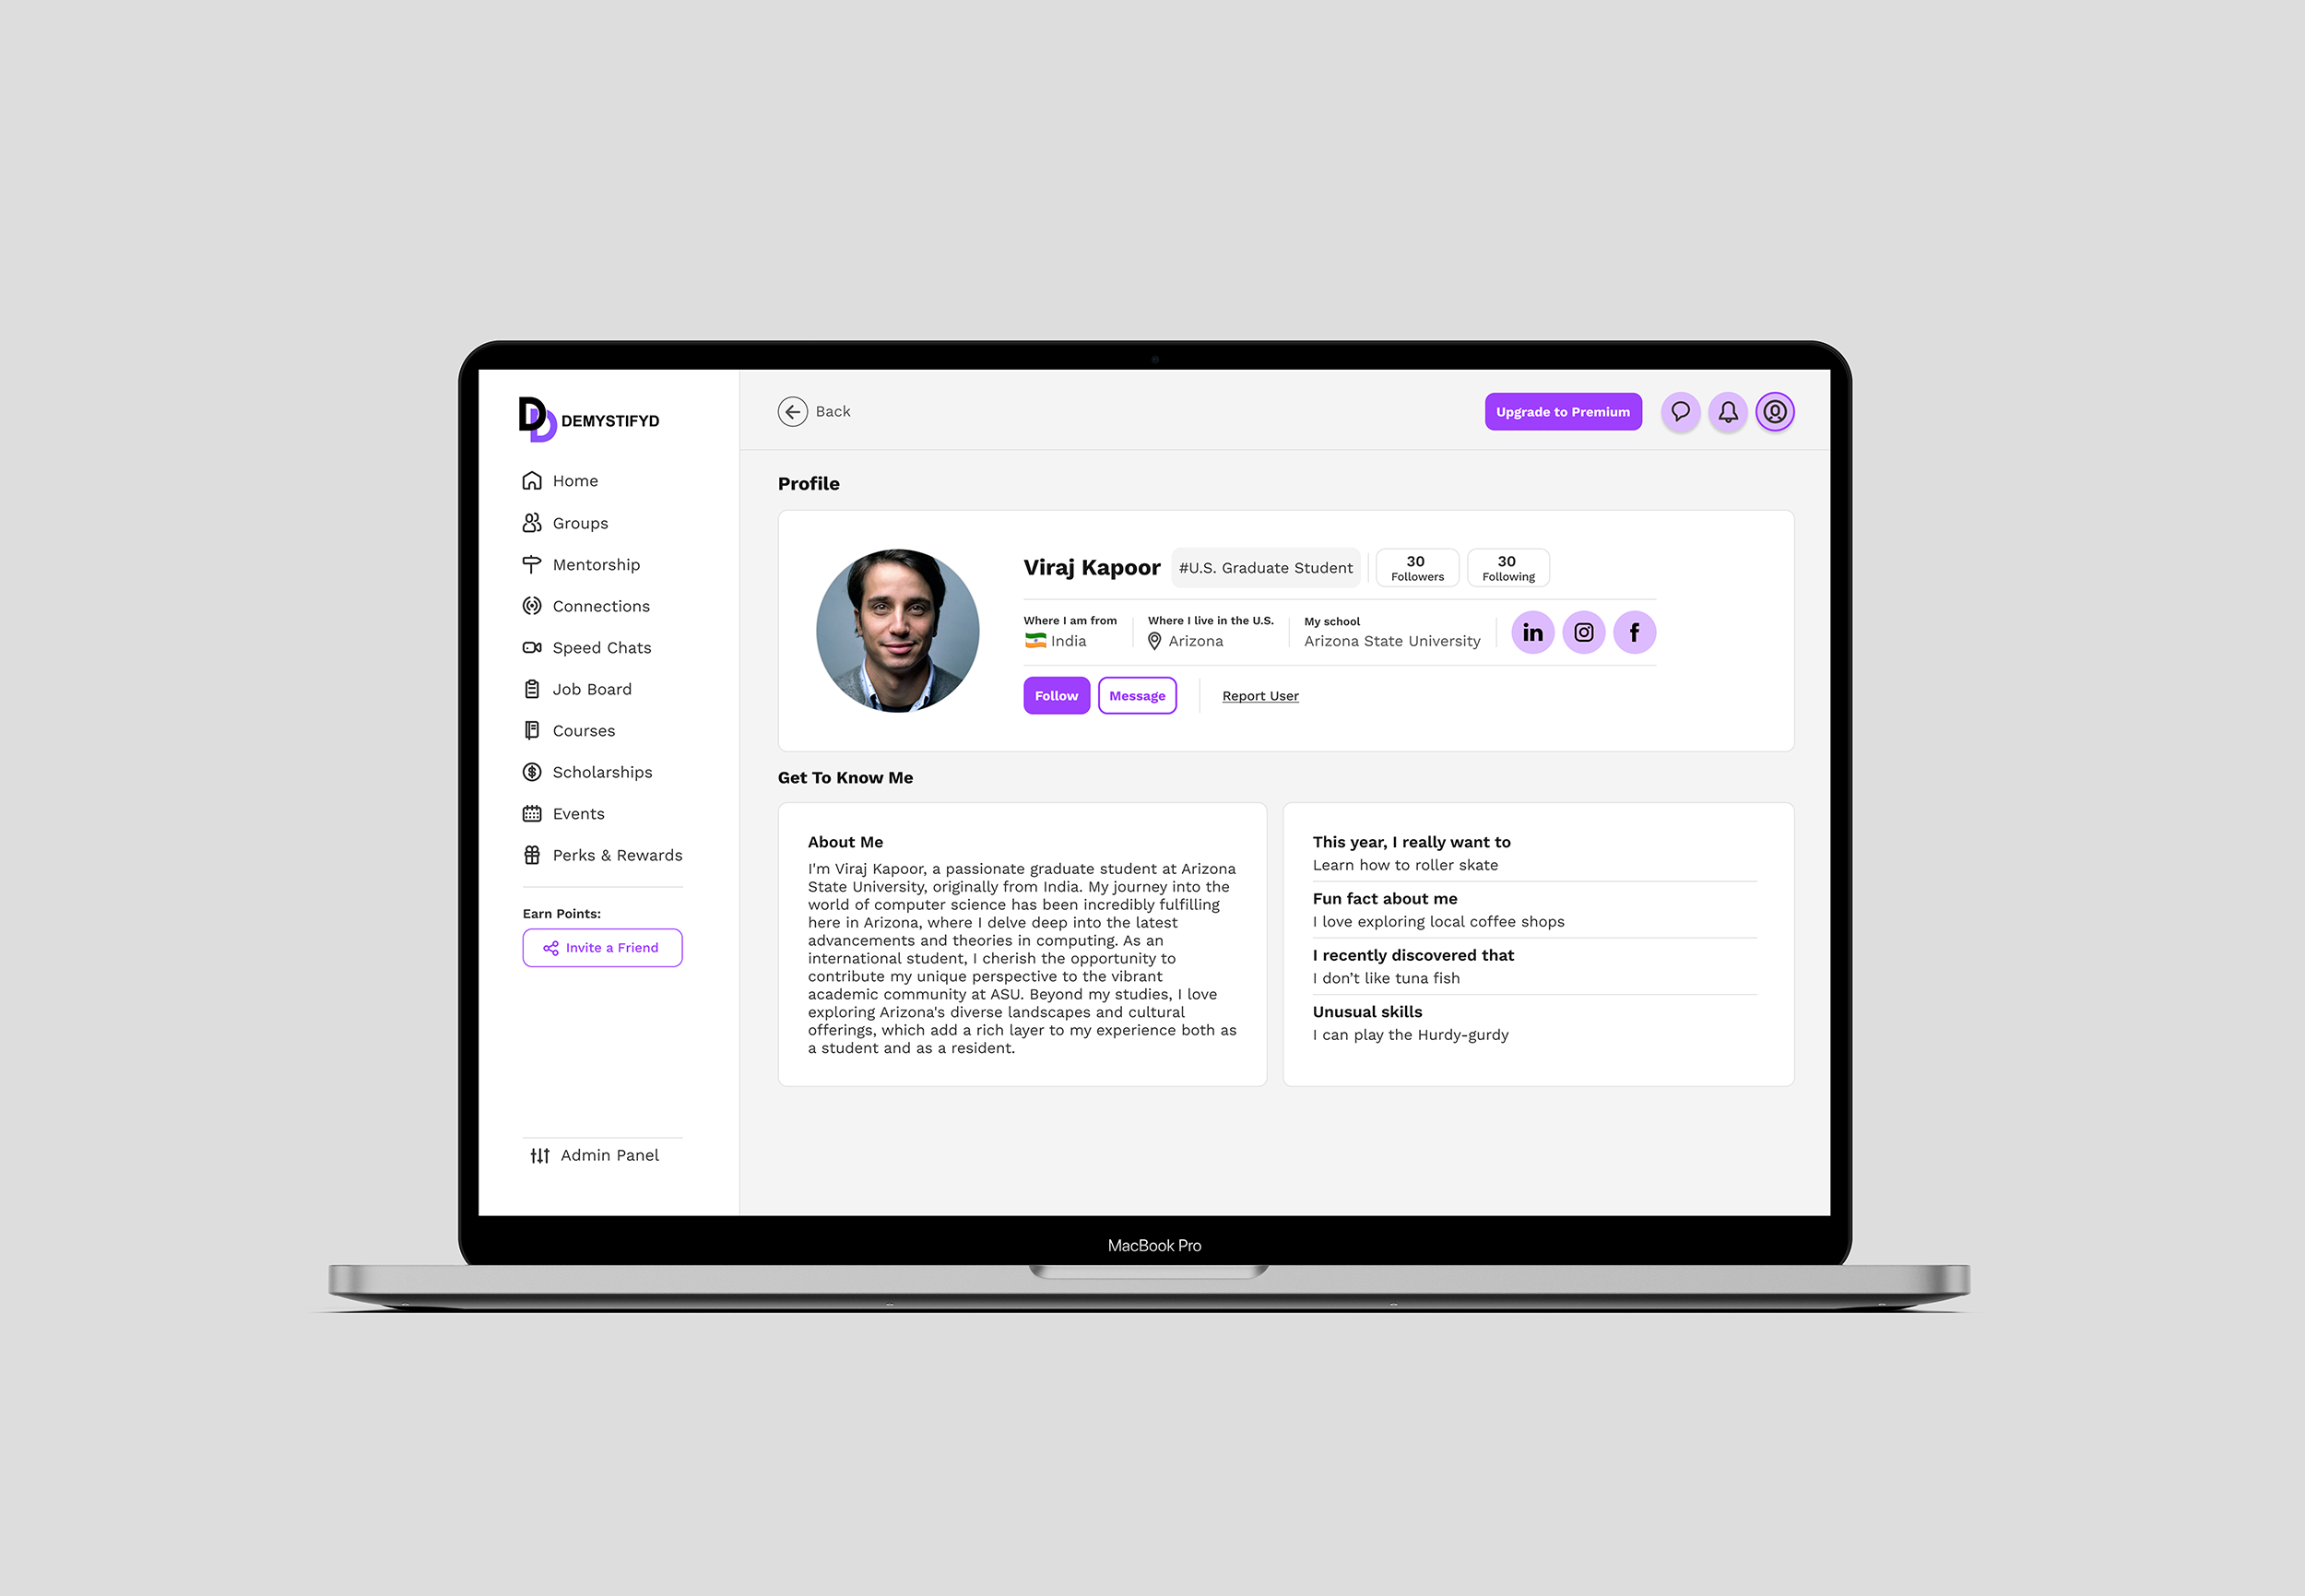 DEMYSTIFYD
Home
Groups
Mentorship
Connections
Speed Chats
Job Board
Courses
Scholarships
Events
Perks & Rewards
Earn Points:
Invite a Friend
Admin Panel
Back
Upgrade to Premium
Profile
Viraj Kapoor
#U.S. Graduate Student
30
Followers
30
Following
Where I am from
India
Where I live in the U.S.
Arizona
My school
Arizona State University
in
f
Follow
Message
Report User
Get To Know Me
About Me
I'm Viraj Kapoor, a passionate graduate student at Arizona
State University, originally from India. My journey into the
world of computer science has been incredibly fulfilling
here in Arizona, where I delve deep into the latest
advancements and theories in computing. As an
international student, I cherish the opportunity to
contribute my unique perspective to the vibrant
academic community at ASU. Beyond my studies, I love
exploring Arizona's diverse landscapes and cultural
offerings, which add a rich layer to my experience both as
a student and as a resident.
This year, I really want to
Learn how to roller skate
Fun fact about me
I love exploring local coffee shops
I recently discovered that
I don’t like tuna fish
Unusual skills
I can play the Hurdy-gurdy
MacBook Pro